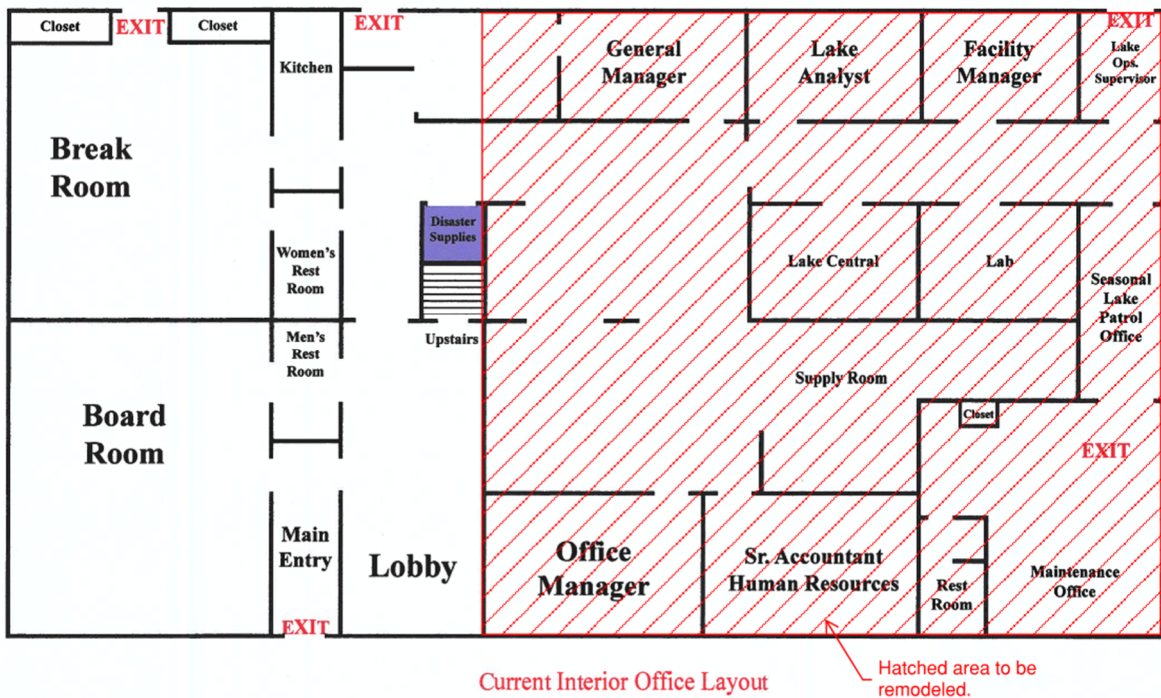 Closet
EXIT
Closet
EXIT
EXIT
Kitchen
General
Manager
Lake
Analyst
Facility
Manager
Lake
Ops.
Supervisor
Break
Room
Disaster
Supplies
Women's
Rest
Room
Lake Central
Lab
Seasonal
Lake
Patrol
Office
Men's
Rest
Room
Upstairs
Supply Room
Board
Room
Closet
EXIT
Main
Entry
Lobby
Office
Manager
Sr. Accountant
Human Resources
Rest
Room
Maintenance
Office
EXIT
Current Interior Office Layout
Hatched area to be
remodeled.